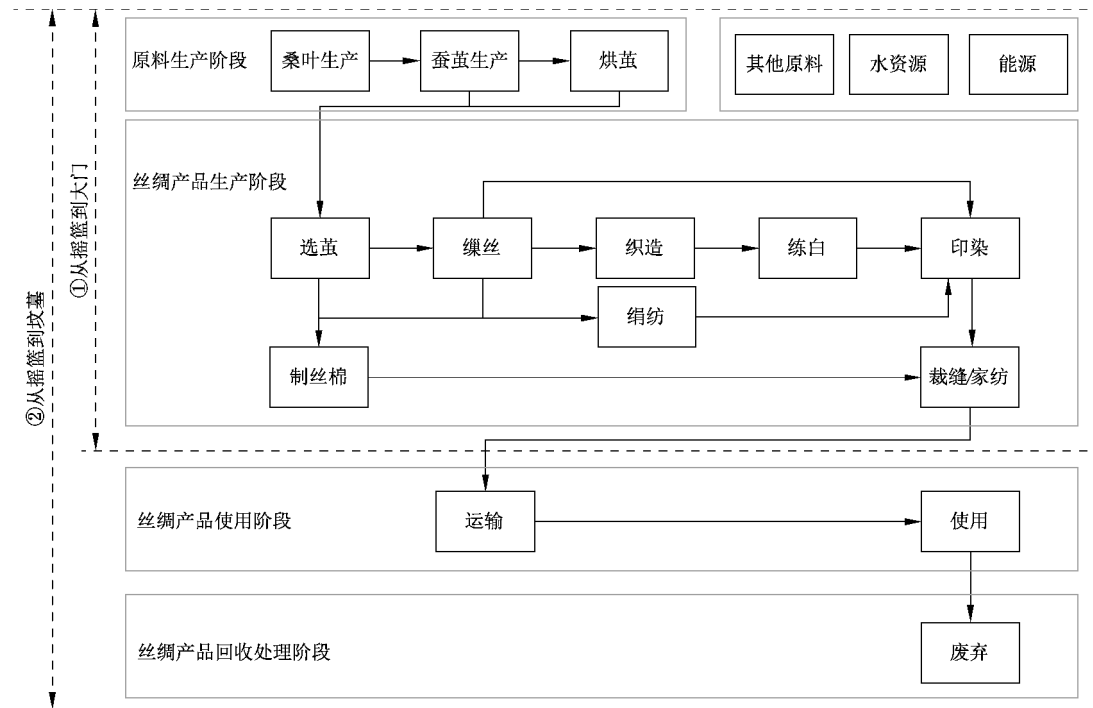 原料生产阶段
桑叶生产
蚕茧生产
烘茧
其他原料
水资源
能源
丝绸产品生产阶段
选茧
缫丝
织造
练白
印染
绢纺
制丝棉
裁缝/家纺
①从摇篮到大门
②从摇篮到坟墓
丝绸产品使用阶段
运输
使用
丝绸产品回收处理阶段
废弃